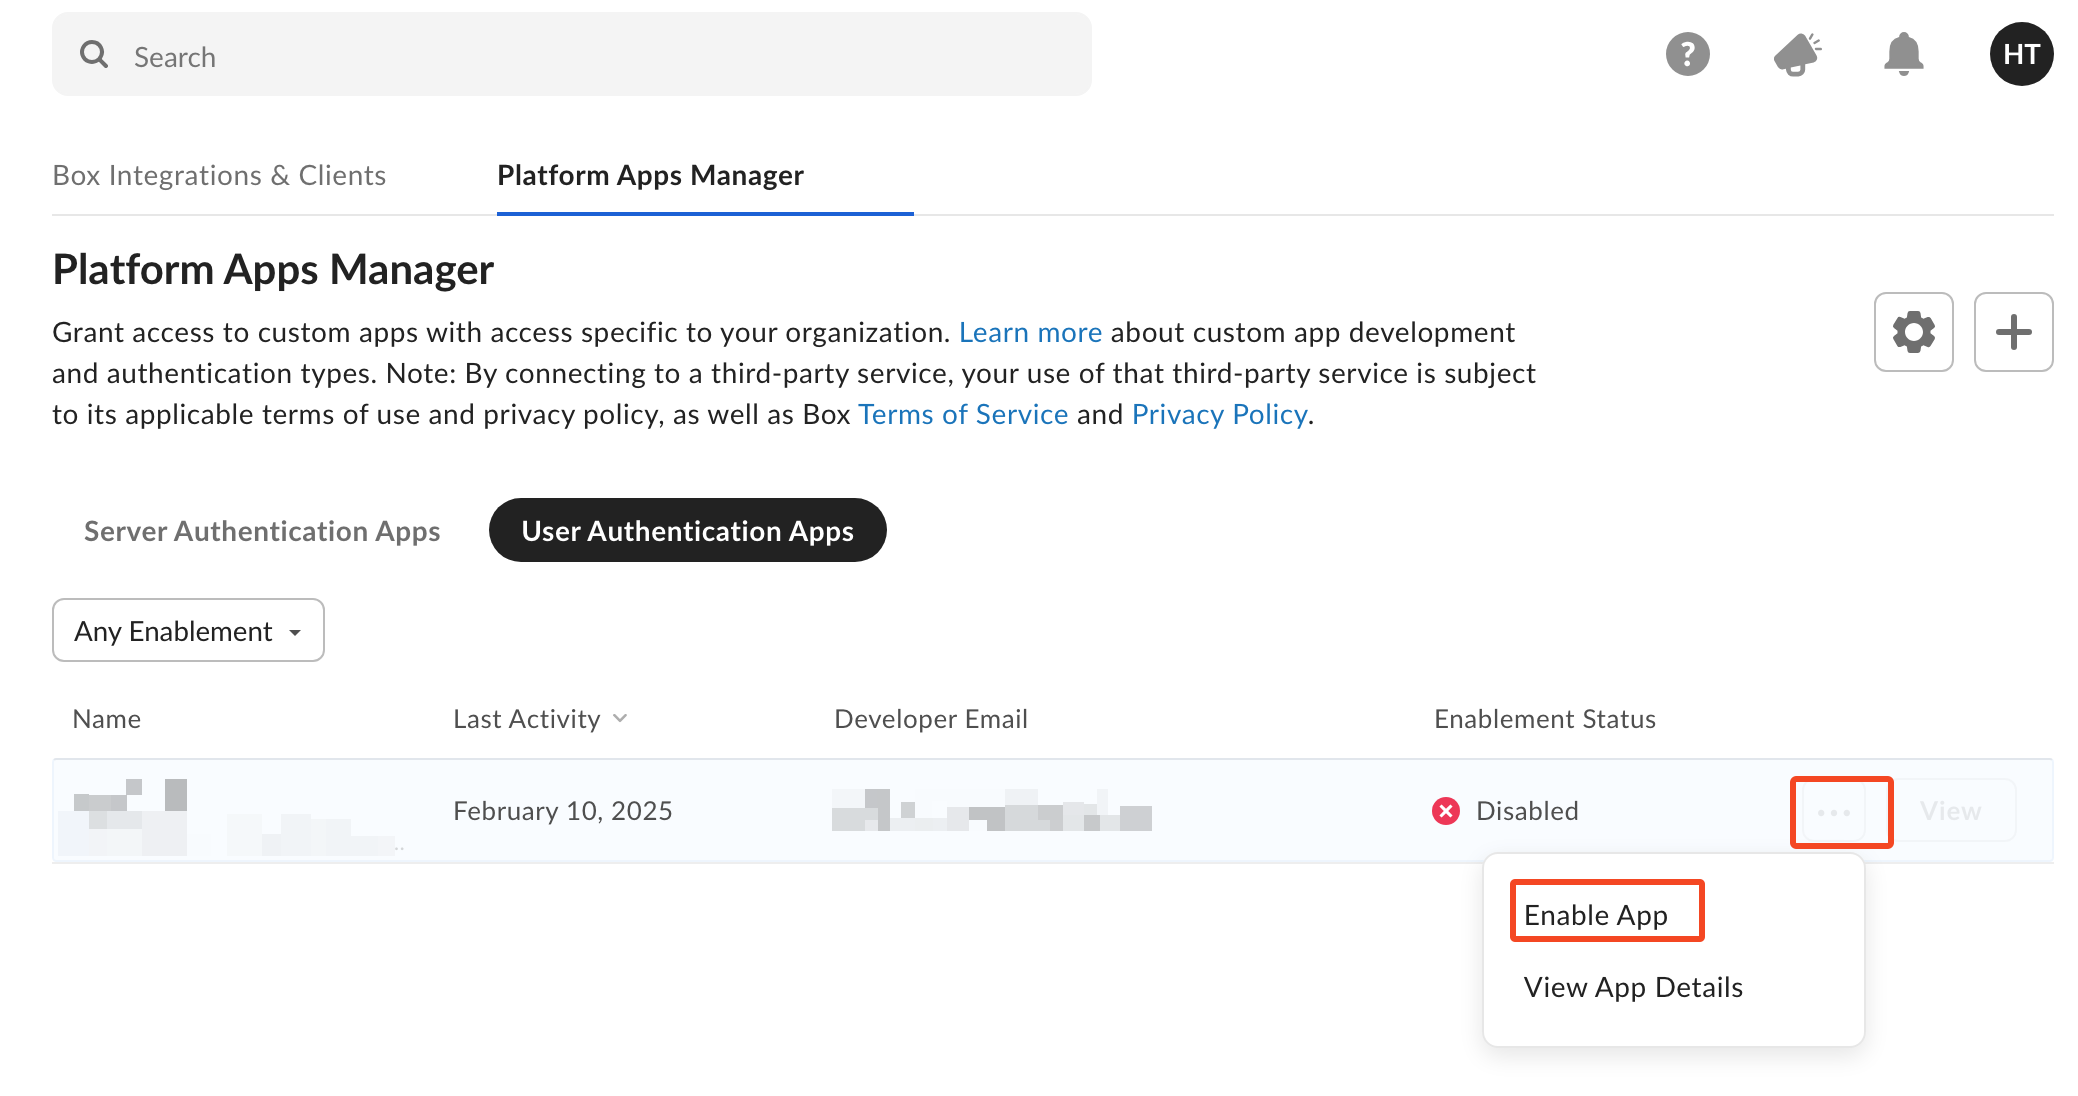 Search
?
HT
Box Integrations & Clients
Platform Apps Manager
Platform Apps Manager
Grant access to custom apps with access specific to your organization. Learn more about custom app development
and authentication types. Note: By connecting to a third-party service, your use of that third-party service is subject
to its applicable terms of use and privacy policy, as well as Box Terms of Service and Privacy Policy.
Server Authentication Apps
User Authentication Apps
Any Enablement
Name
Last Activity
Developer Email
Enablement Status
February 10, 2025
Disabled
View
Enable App
View App Details